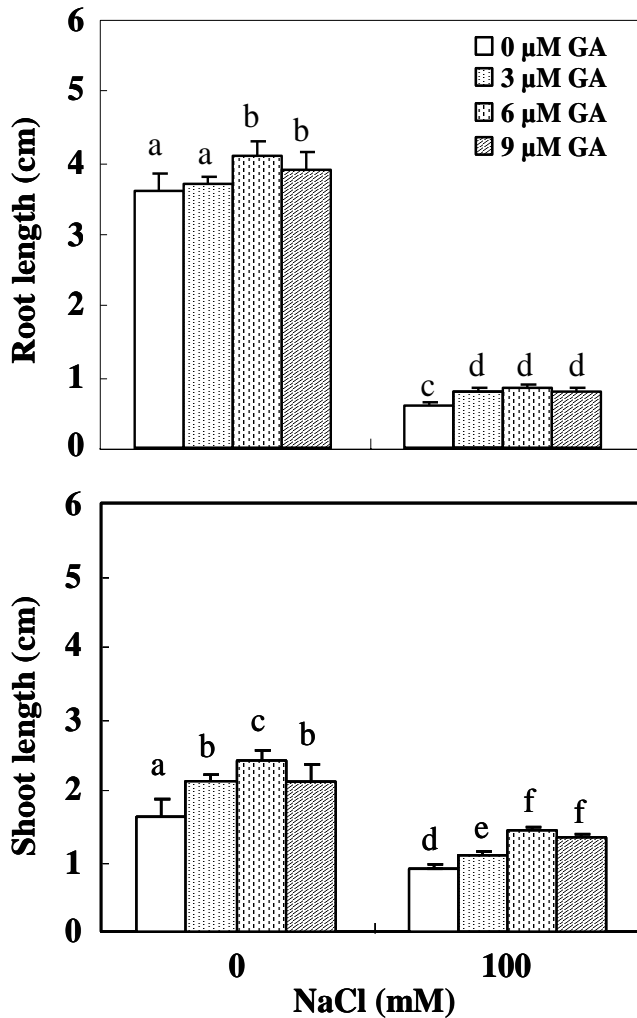 6
5
4
3
2
1
0
Root length (cm)
0 µM GA
3 µM GA
6 µM GA
9 µM GA
a a b b
c d d d
6
5
4
3
2
1
0
Shoot length (cm)
a b c b
d e f f
0 100
NaCl (mM)